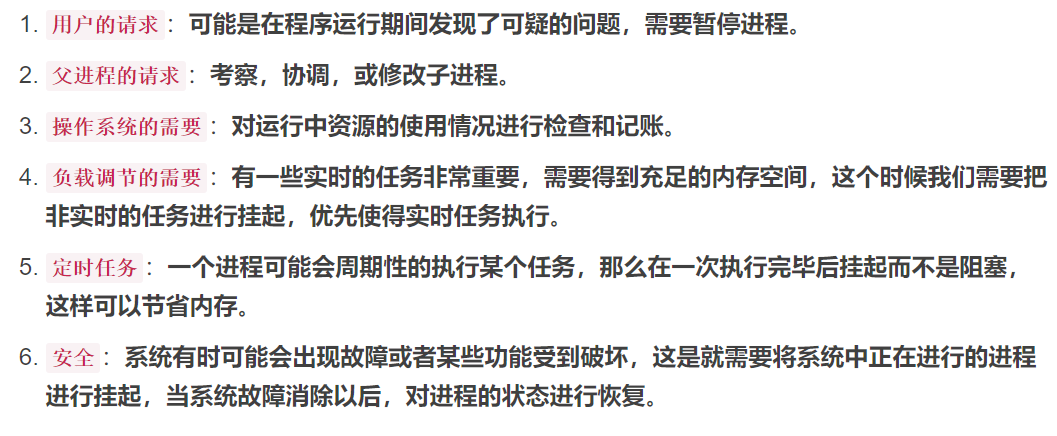 1. 用户的请求：可能是在程序运行期间发现了可疑的问题，需要暂停进程。
2. 父进程的请求：考察，协调，或修改子进程。
3. 操作系统的需要：对运行中资源的使用情况进行检查和记账。
4. 负载调节的需要：有一些实时的任务非常重要，需要得到充足的内存空间，这个时候我们需要把
非实时的任务进行挂起，优先使得实时任务执行。
5. 定时任务：一个进程可能会周期性的执行某个任务，那么在一次执行完毕后挂起而不是阻塞，
这样可以节省内存。
6. 安全：系统有时可能会出现故障或者某些功能受到破坏，这是就需要将系统中正在进行的进程
进行挂起，当系统故障消除以后，对进程的状态进行恢复。